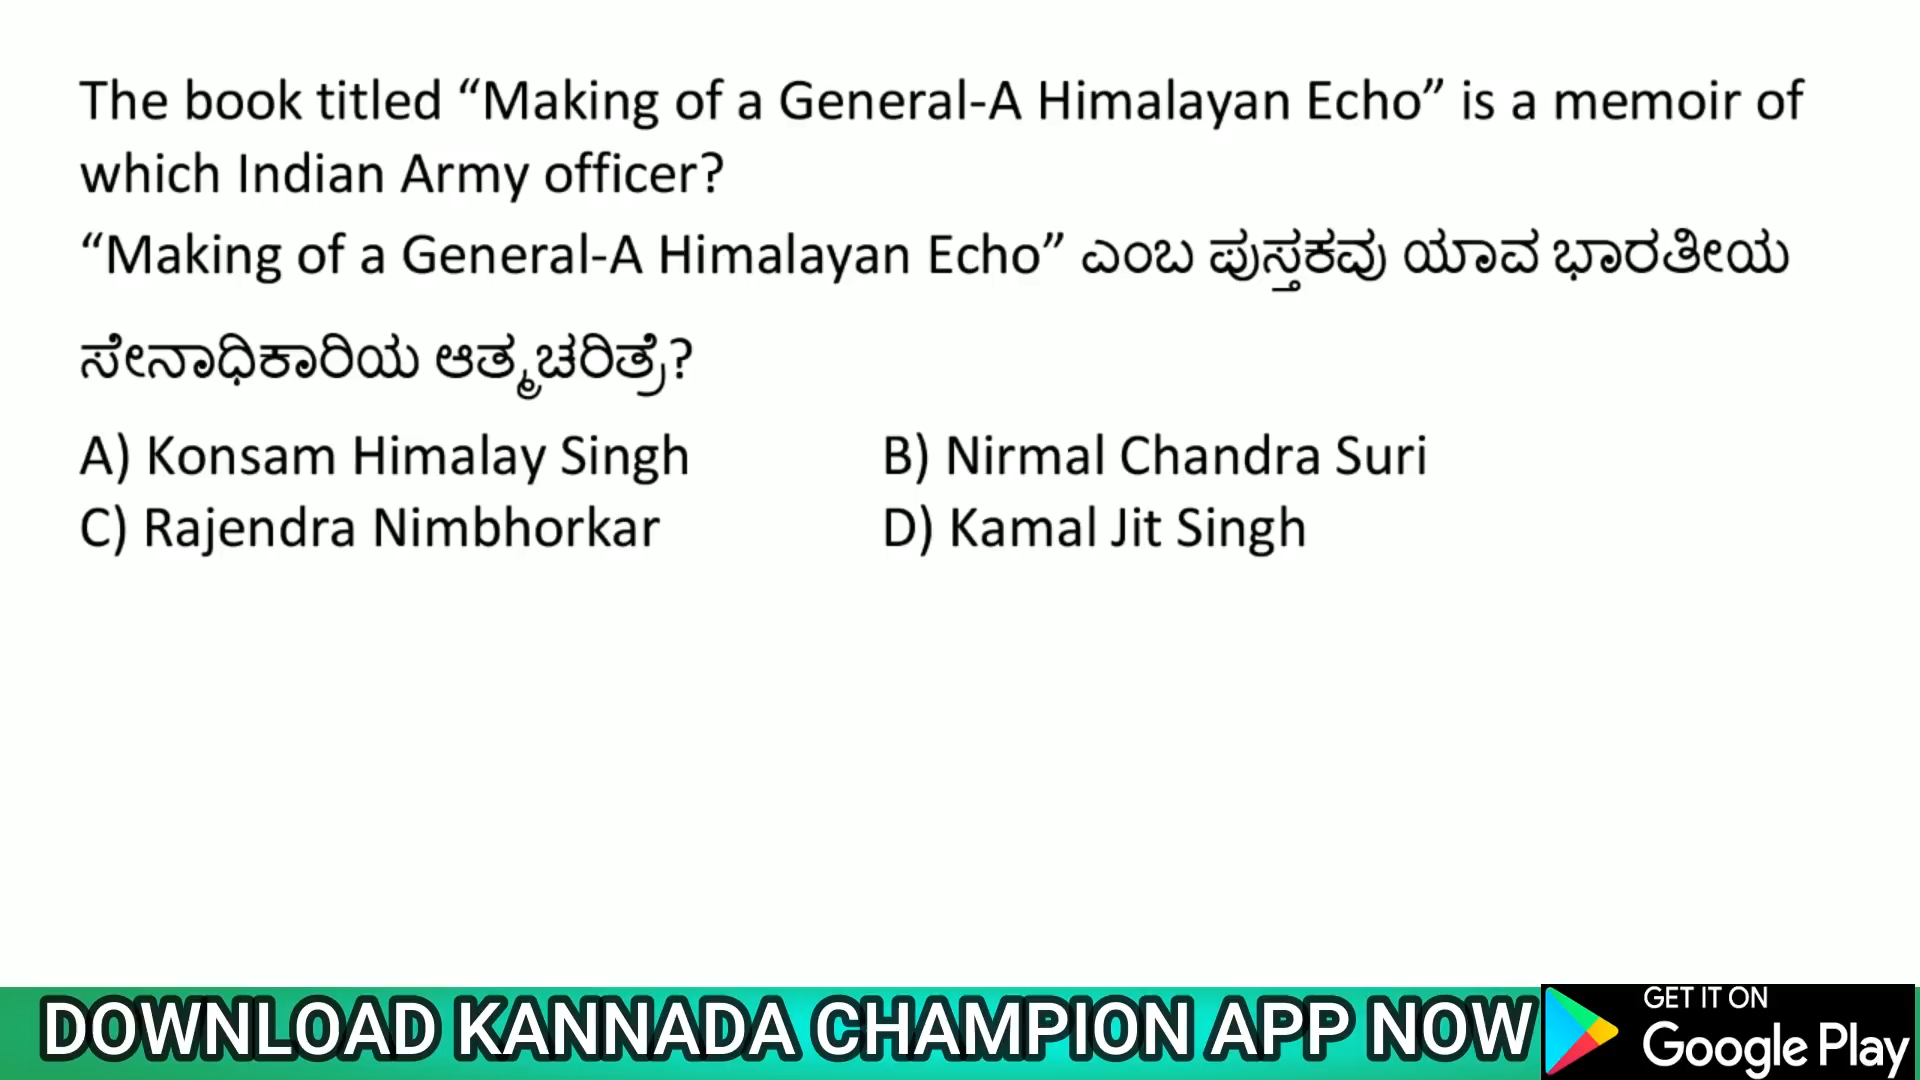 The book titled “Making of a General-A Himalayan Echo” is a memoir of
which Indian Army officer?
“Making of a General-A Himalayan Echo” ಎಂಬ ಪುಸ್ತಕವು ಯಾವ ಭಾರತೀಯ
ಸೇನಾಧಿಕಾರಿಯ ಆತ್ಮಚರಿತ್ರೆ?
A) Konsam Himalay Singh B) Nirmal Chandra Suri
C) Rajendra Nimbhorkar D) Kamal Jit Singh
DOWNLOAD KANNADA CHAMPION APP NOW
GET IT ON
Google Play